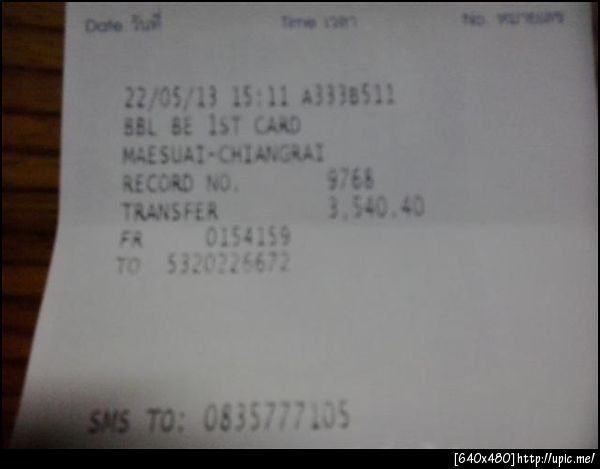 Date วันที่ Time เวลา No. หมายเลข
22/05/13 15:11 A333B511
BBL BE 1ST CARD
MAESUAI-CHIANGRAI
RECORD NO. 9768
TRANSFER 3,540.40
FR 0154159
TO 5320226672
SMS TO: 0835777105
[640x480]http://upic.me/